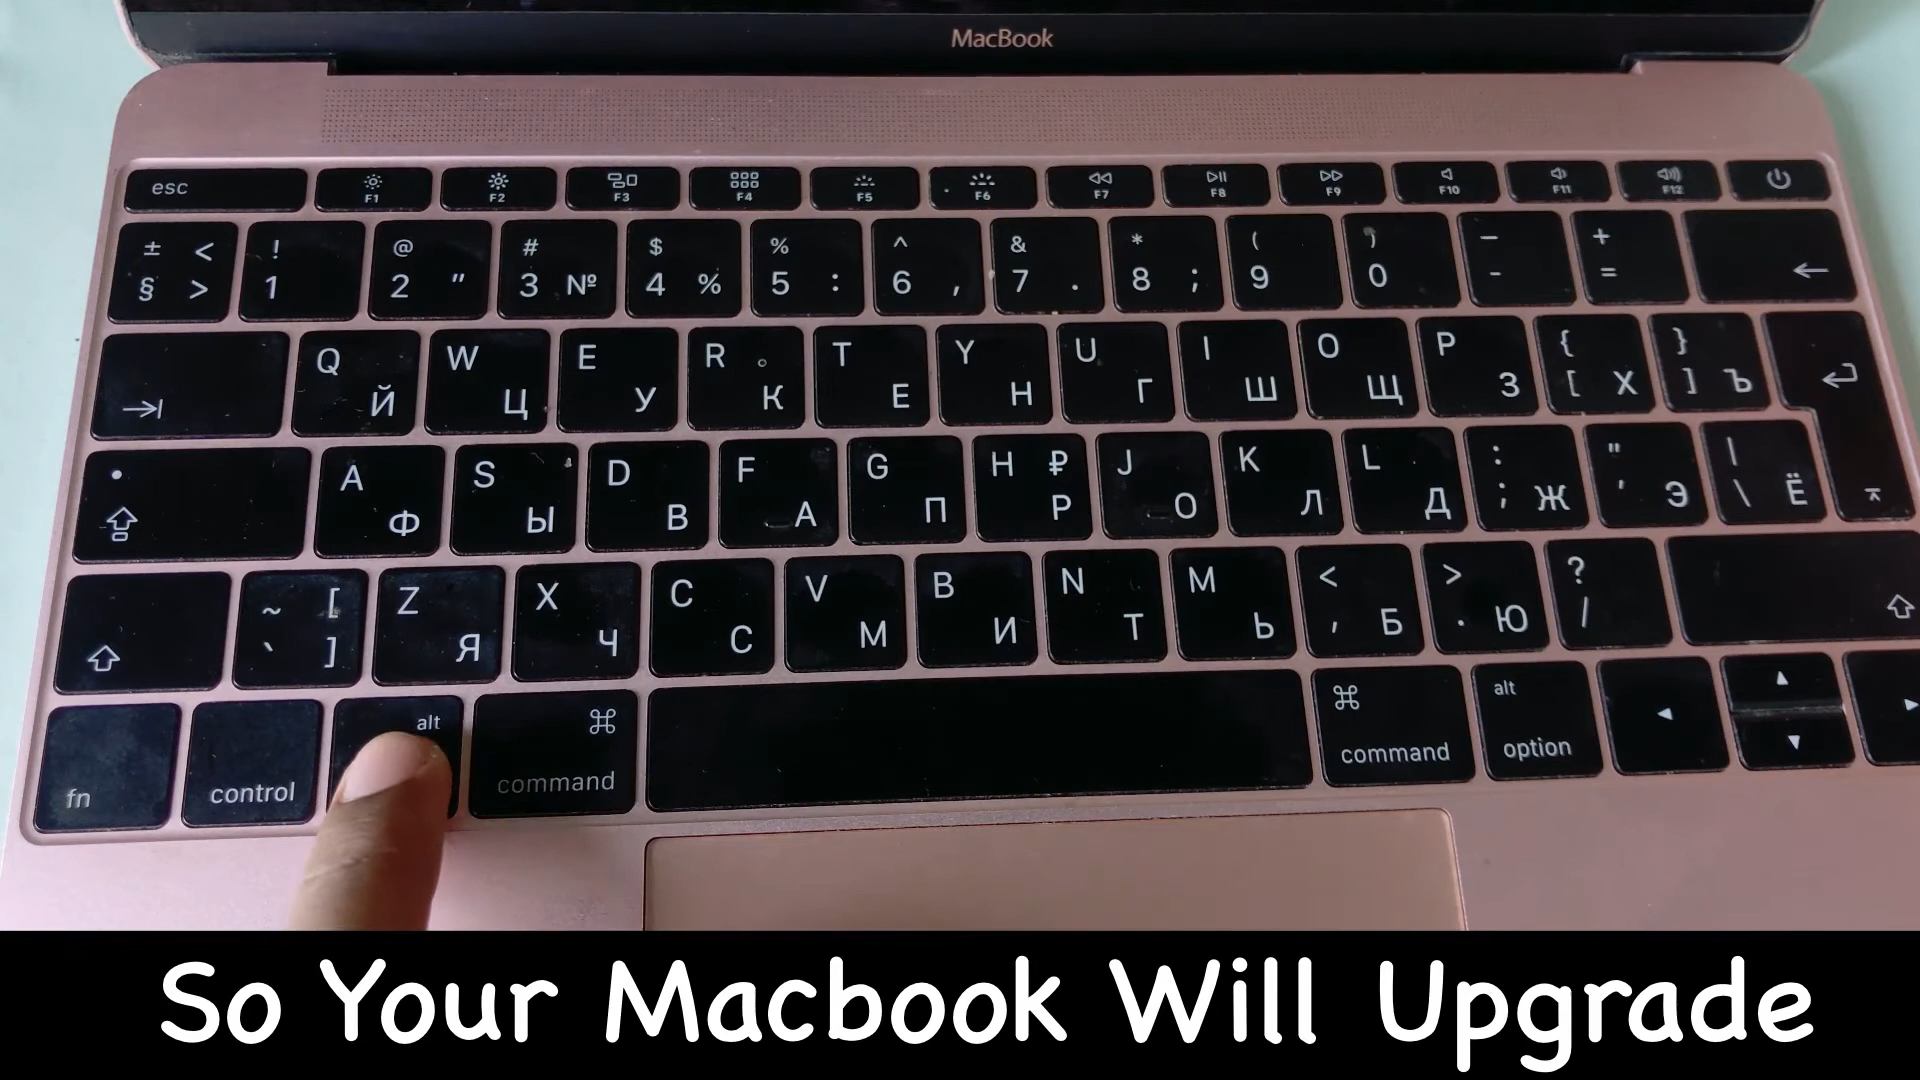 MacBook
esc F1 F2 F3 F4 F5 F6 F7 F8 F9 F10 F11 F12
± < ! @ # $ % ^ & * ( ) — +
§ > 1 2 " 3 № 4 % 5 : 6 , 7 . 8 ; 9 0 - =
Q W E R T Y U I O P { }
Й Ц У К Е Н Г Ш Щ З [ Х ] Ъ
A S D F G H ₽ J K L : " |
Ф Ы В А П Р О Л Д ; Ж ' Э \ Ё
~ [ Z X C V B N M < > ?
` ] Я Ч С М И Т Ь , Б . Ю /
alt ⌘ ⌘ alt
fn control command command option
So Your Macbook Will Upgrade